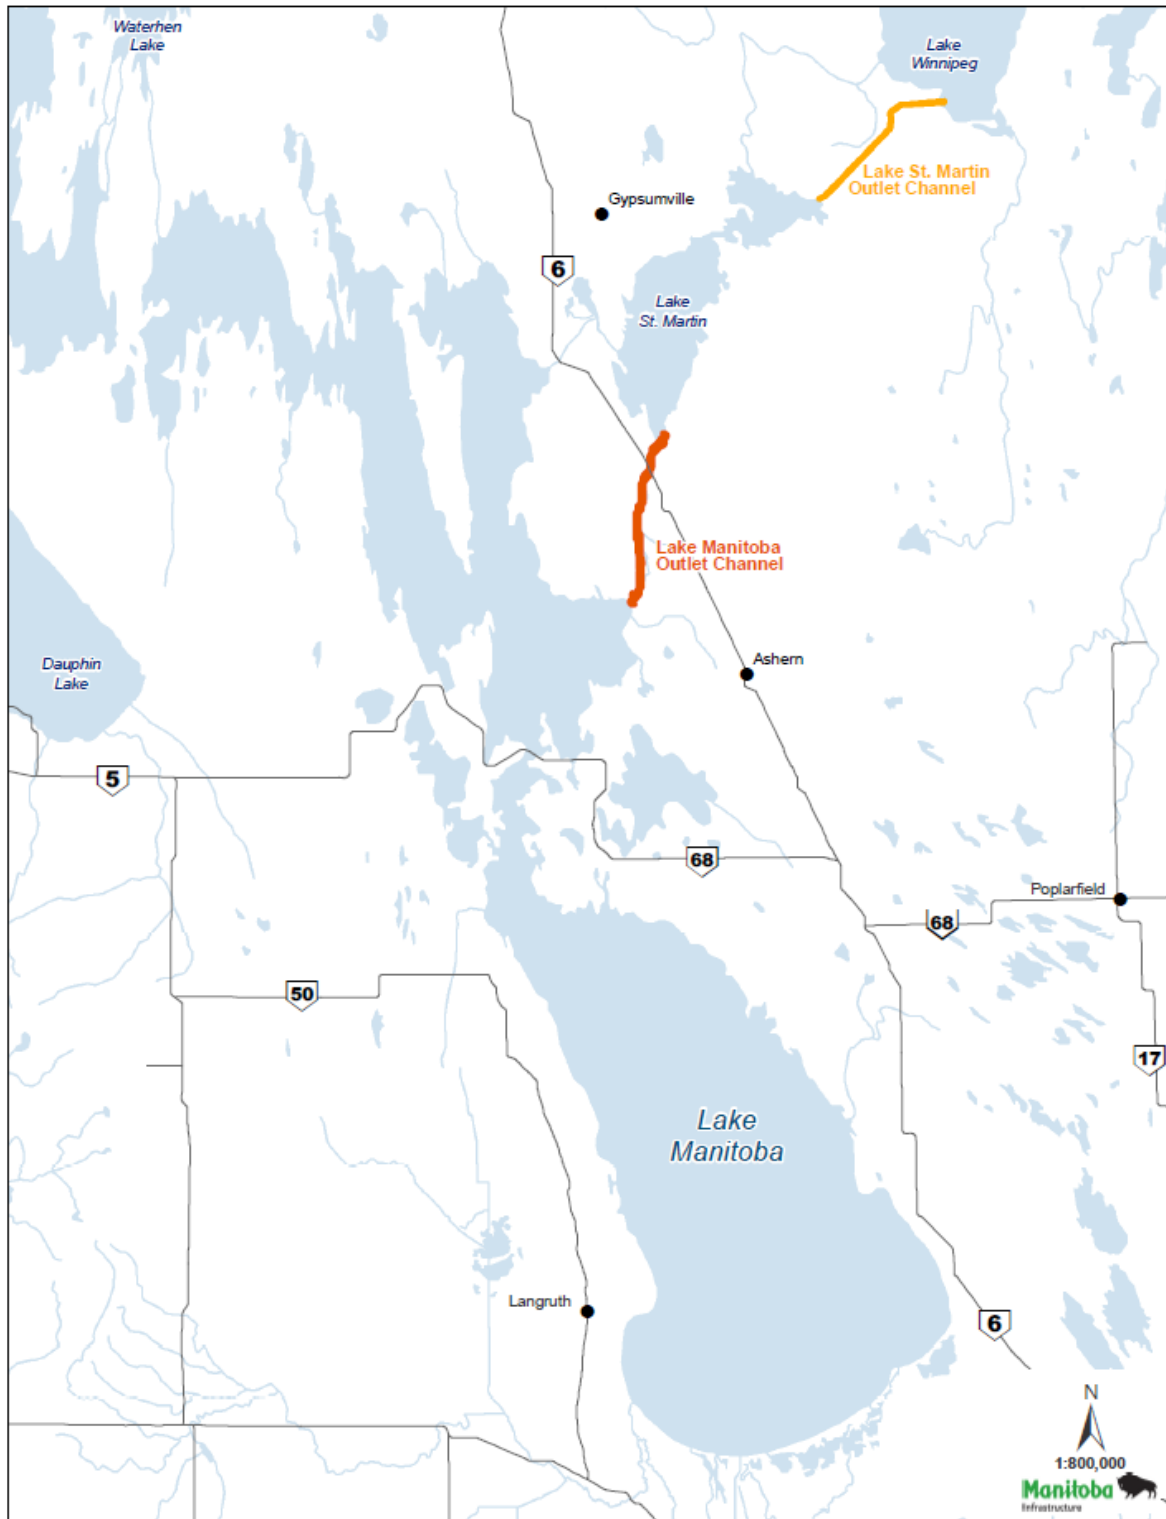 Waterhen
Lake
Lake
Winnipeg
Lake St. Martin
Outlet Channel
Gypsumville
6
Lake
St. Martin
Lake Manitoba
Outlet Channel
Dauphin
Lake
Ashern
5
68
Poplarfield
68
50
17
Lake
Manitoba
Langruth
6
N
1:800,000
Manitoba
Infrastructure